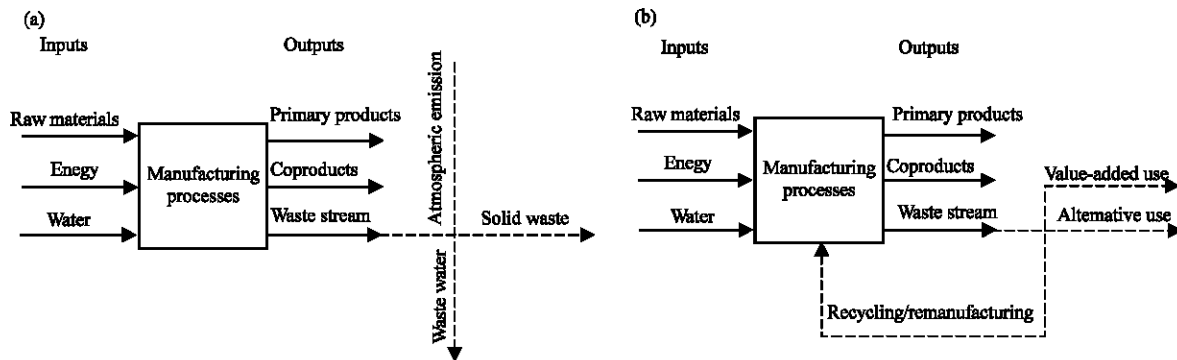 (a)
Inputs
Outputs
Raw materials
Enegy
Water
Manufacturing
processes
Primary products
Coproducts
Waste stream
Atmospheric emission
Waste water
Solid waste
(b)
Inputs
Outputs
Raw materials
Enegy
Water
Manufacturing
processes
Primary products
Coproducts
Waste stream
Value-added use
Alternative use
Recycling/remanufacturing